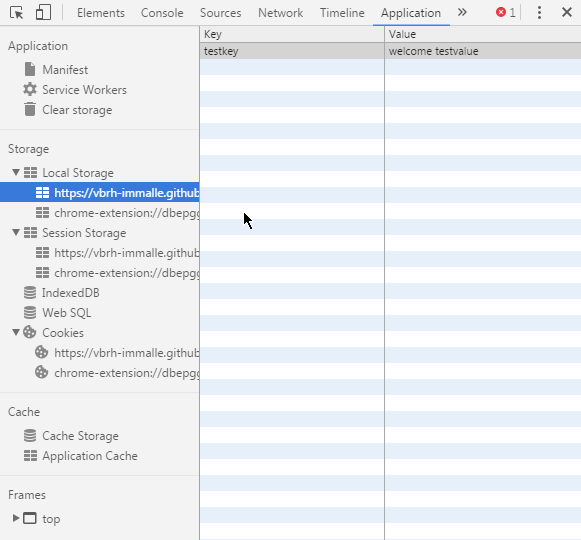 Elements Console Sources Network Timeline Application 1
Application
Manifest
Service Workers
Clear storage
Storage
Local Storage
https://vbrh-immalle.github
chrome-extension://dbepgg
Session Storage
https://vbrh-immalle.github
chrome-extension://dbepgg
IndexedDB
Web SQL
Cookies
https://vbrh-immalle.github
chrome-extension://dbepgg
Cache
Cache Storage
Application Cache
Frames
top
Key Value
testkey welcome testvalue